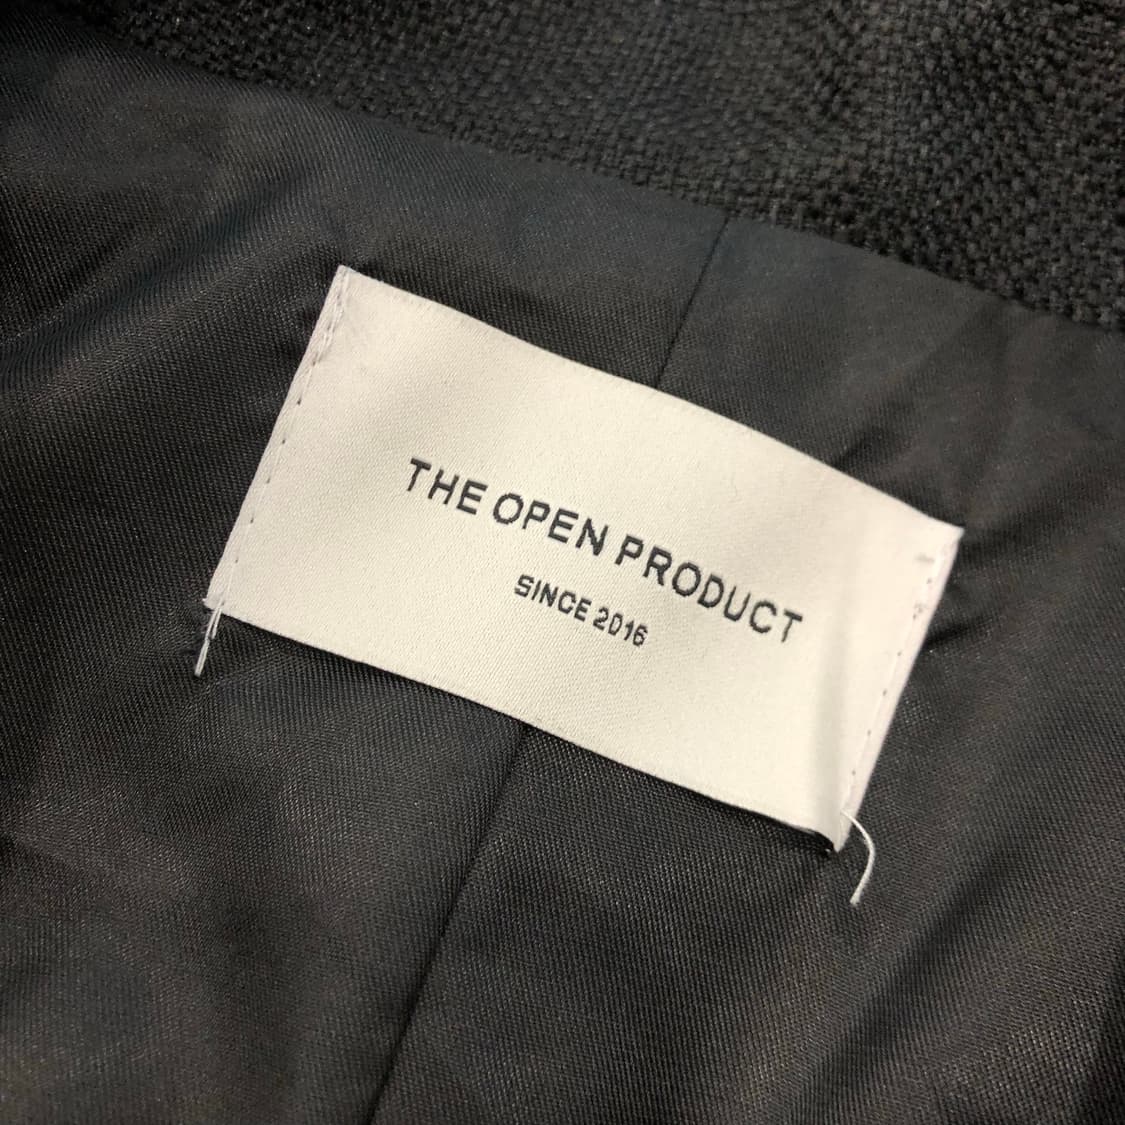 THE OPEN PRODUCT
SINCE 2016